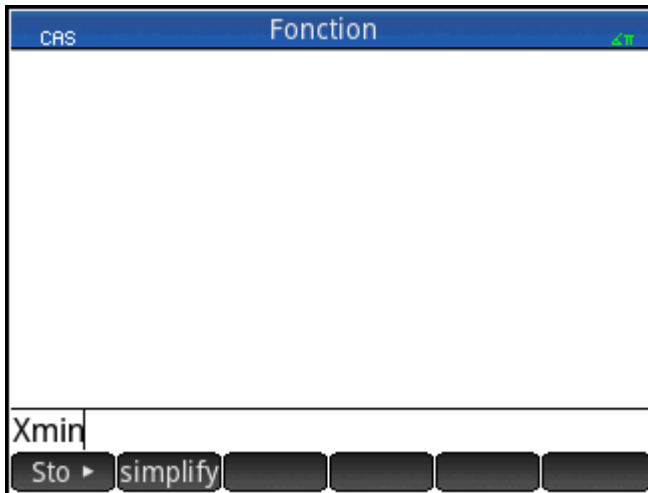 CAS Fonction ∡π
Xmin
Sto ► simplify